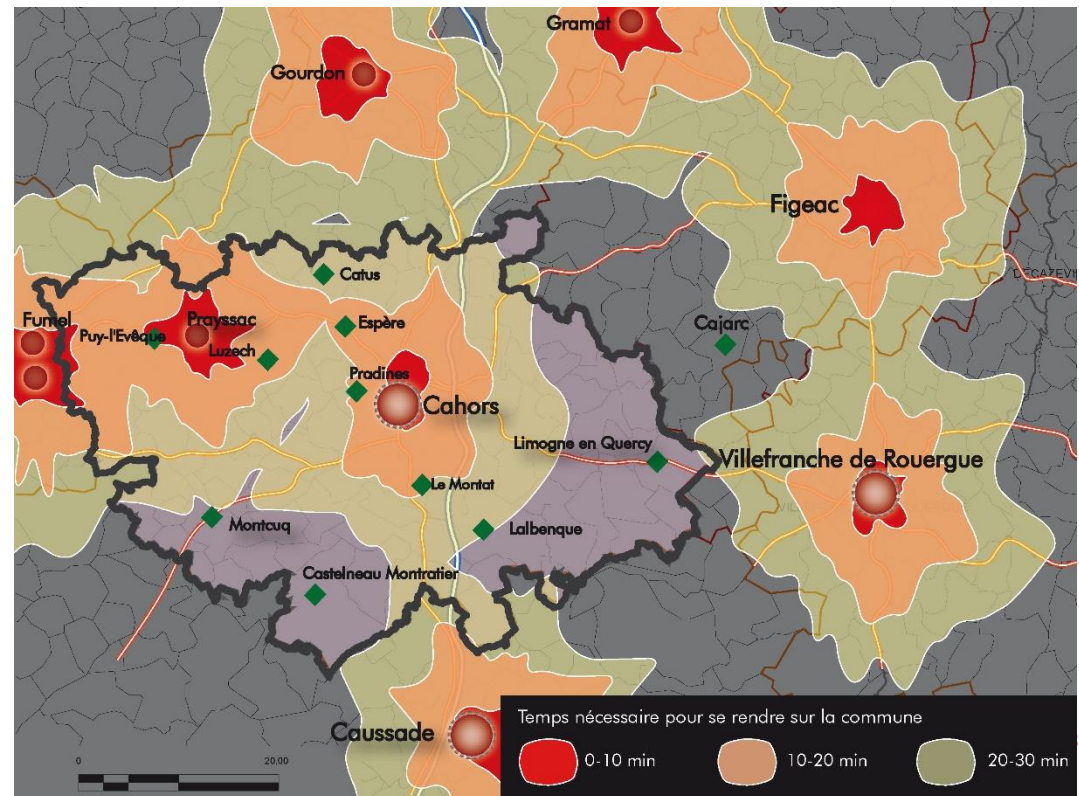 Gramat
Gourdon
Figeac
DECAZEVIL
Catus
Cajarc
Fumel
Prayssac
Espère
Puy-l'Evêque
Luzech
Pradines
Cahors
Limogne en Quercy
Villefranche de Rouergue
Le Montat
Montcuq
Lalbenque
Castelneau Montratier
Caussade
Temps nécessaire pour se rendre sur la commune
0-10 min
10-20 min
20-30 min
0
20,00